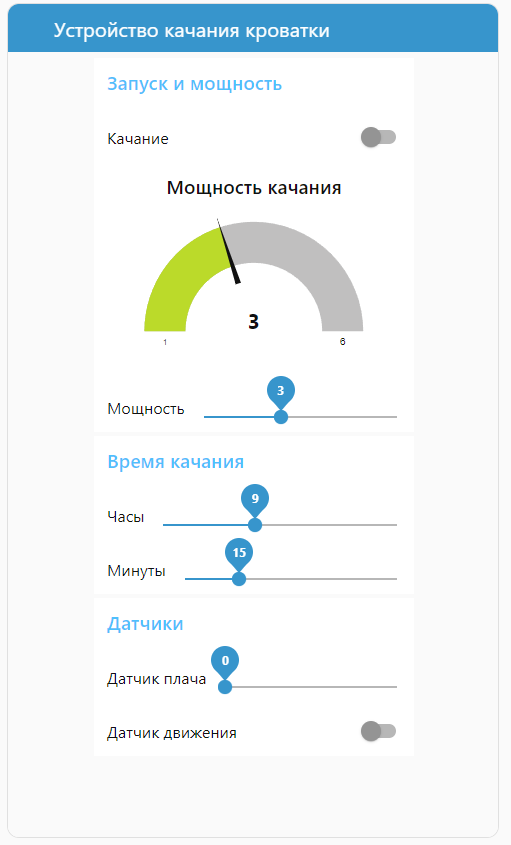 Устройство качания кроватки
Запуск и мощность
Качание
Мощность качания
3
1 6
3
Мощность
Время качания
9
Часы
15
Минуты
Датчики
0
Датчик плача
Датчик движения